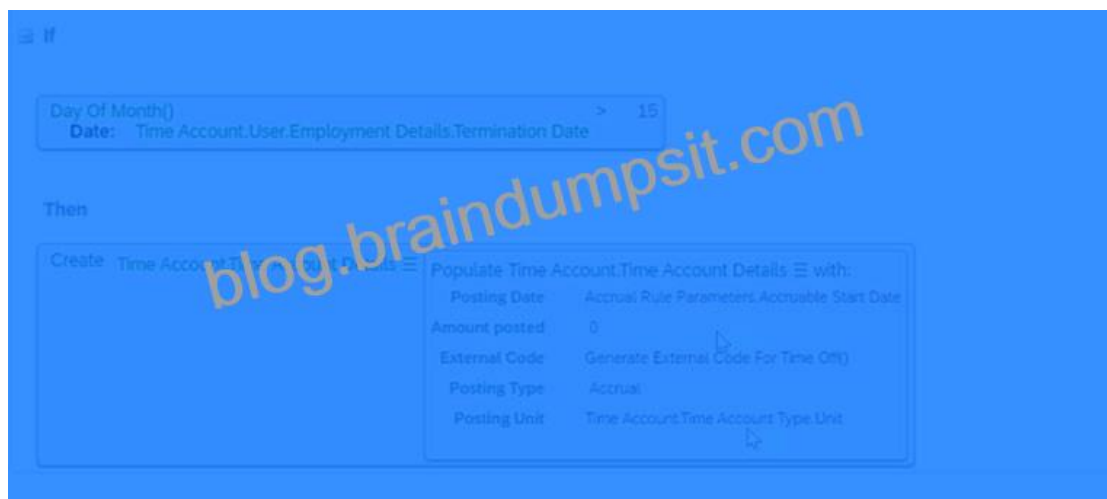 If
Day Of Month() > 15
Date: Time Account.User.Employment Details.Termination Date
blog.braindumpsit.com
Then
Create Time Account.Time Account Details
Populate Time Account.Time Account Details with:
Posting Date Accrual Rule Parameters.Accruable Start Date
Amount posted 0
External Code Generate External Code For Time Off()
Posting Type Accrual
Posting Unit Time Account.Time Account Type.Unit